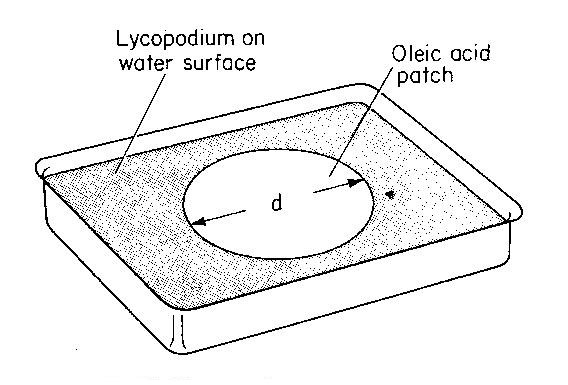 Lycopodium on
water surface
Oleic acid
patch
d